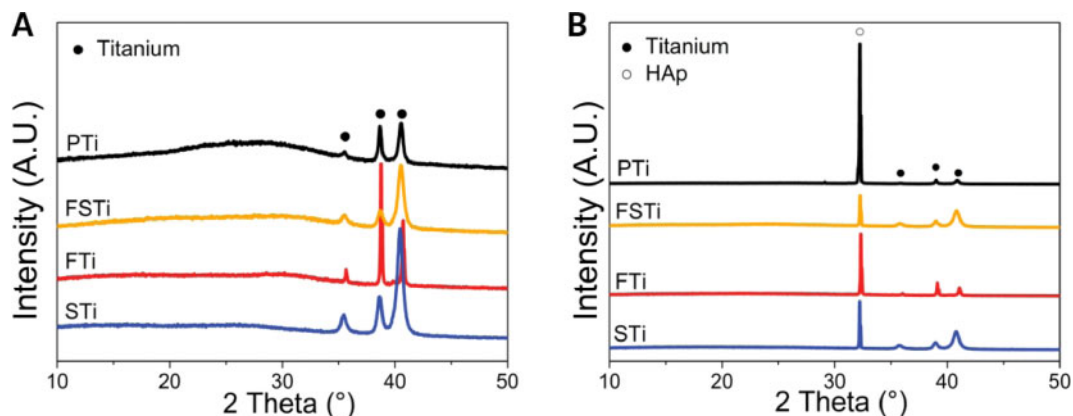 A
● Titanium
PTi
FSTi
FTi
STi
Intensity (A.U.)
10 20 30 40 50
2 Theta (°)
B
● Titanium
○ HAp
PTi
FSTi
FTi
STi
Intensity (A.U.)
10 20 30 40 50
2 Theta (°)